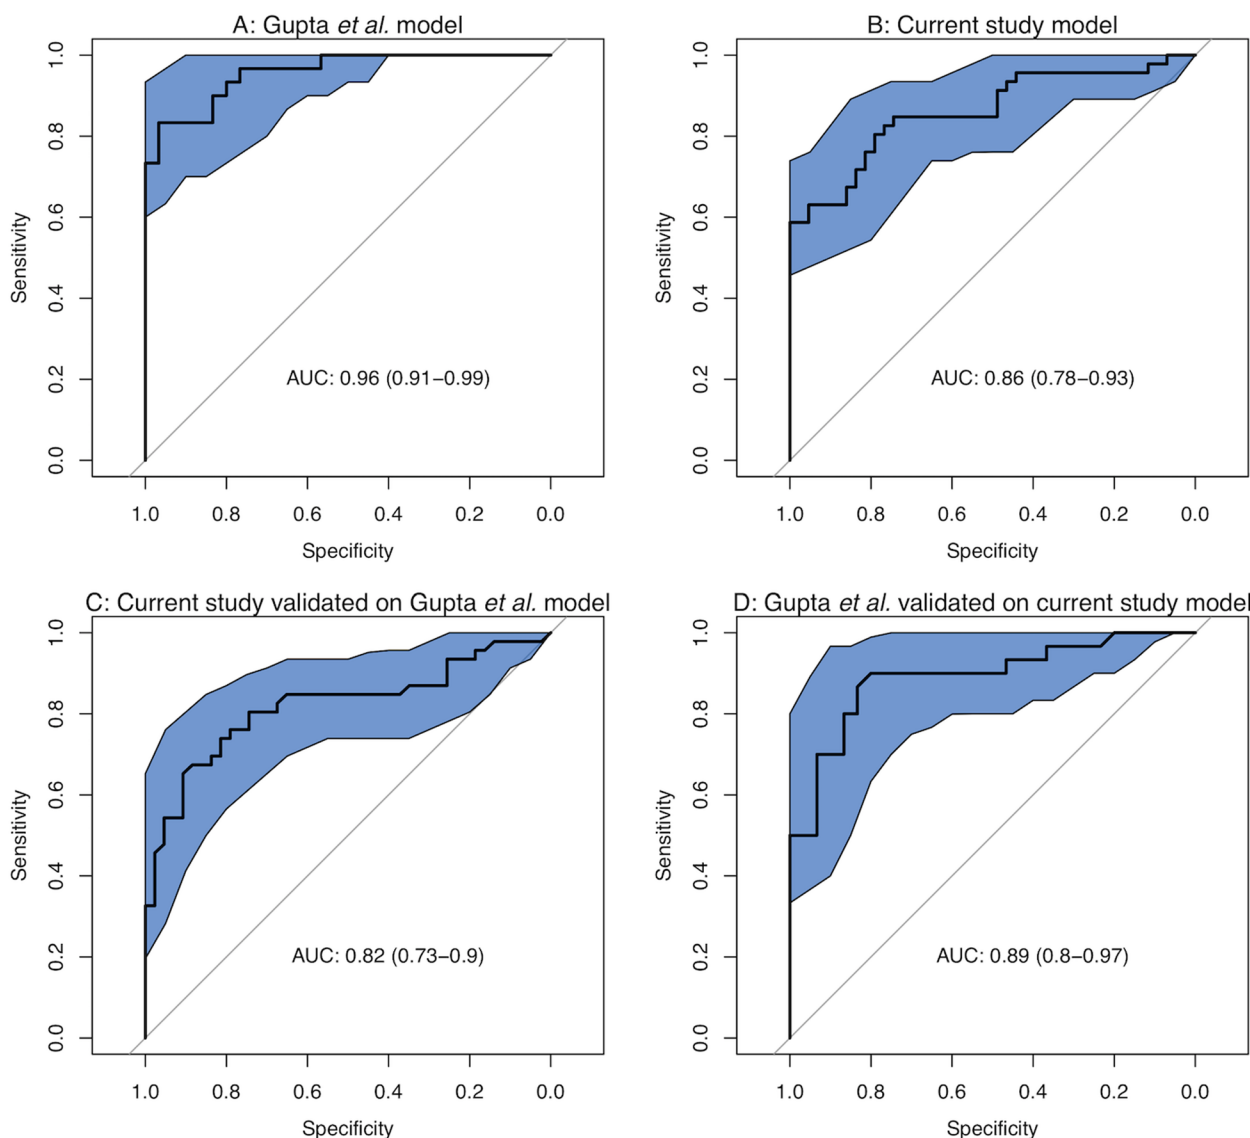 A: Gupta et al. model
1.0
0.8
0.6
0.4
0.2
0.0
Sensitivity
AUC: 0.96 (0.91–0.99)
1.0 0.8 0.6 0.4 0.2 0.0
Specificity
B: Current study model
1.0
0.8
0.6
0.4
0.2
0.0
Sensitivity
AUC: 0.86 (0.78–0.93)
1.0 0.8 0.6 0.4 0.2 0.0
Specificity
C: Current study validated on Gupta et al. model
1.0
0.8
0.6
0.4
0.2
0.0
Sensitivity
AUC: 0.82 (0.73–0.9)
1.0 0.8 0.6 0.4 0.2 0.0
Specificity
D: Gupta et al. validated on current study model
1.0
0.8
0.6
0.4
0.2
0.0
Sensitivity
AUC: 0.89 (0.8–0.97)
1.0 0.8 0.6 0.4 0.2 0.0
Specificity